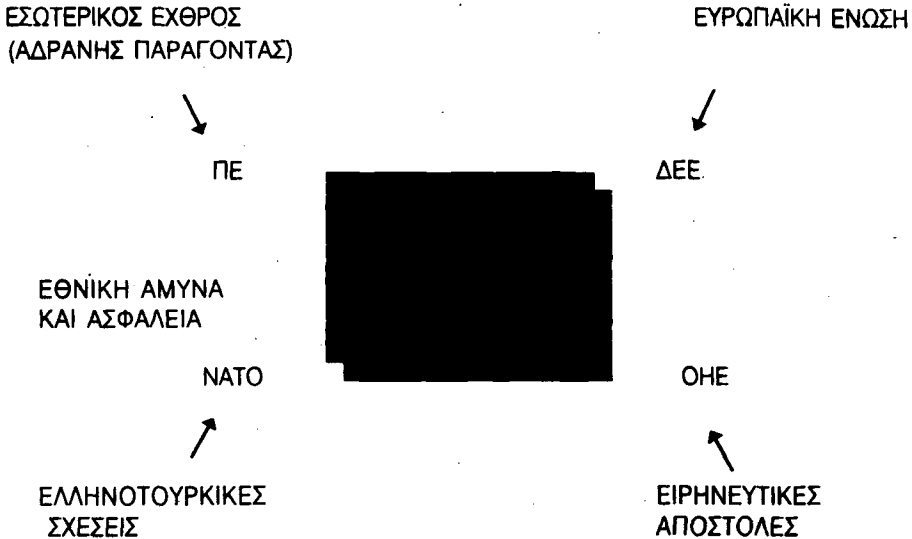 ΕΣΩΤΕΡΙΚΟΣ ΕΧΘΡΟΣ
(ΑΔΡΑΝΗΣ ΠΑΡΑΓΟΝΤΑΣ)
ΕΥΡΩΠΑΪΚΗ ΕΝΩΣΗ
ΠΕ
ΔΕΕ
ΕΘΝΙΚΗ ΑΜΥΝΑ
ΚΑΙ ΑΣΦΑΛΕΙΑ
ΝΑΤΟ
ΟΗΕ
ΕΛΛΗΝΟΤΟΥΡΚΙΚΕΣ
ΣΧΕΣΕΙΣ
ΕΙΡΗΝΕΥΤΙΚΕΣ
ΑΠΟΣΤΟΛΕΣ